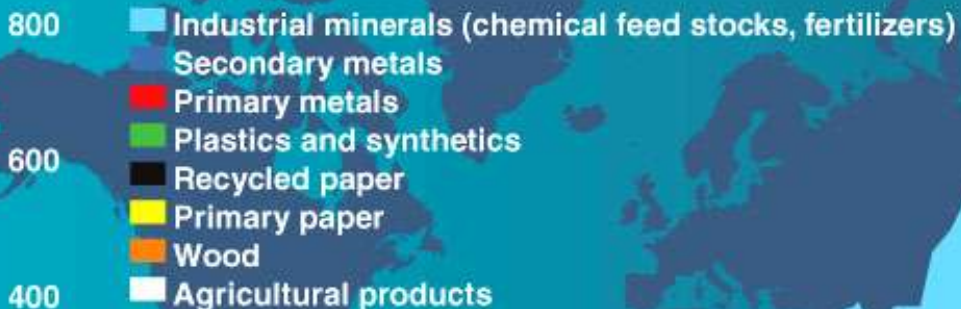 800 Industrial minerals (chemical feed stocks, fertilizers)
Secondary metals
Primary metals
Plastics and synthetics
600
Recycled paper
Primary paper
Wood
400 Agricultural products